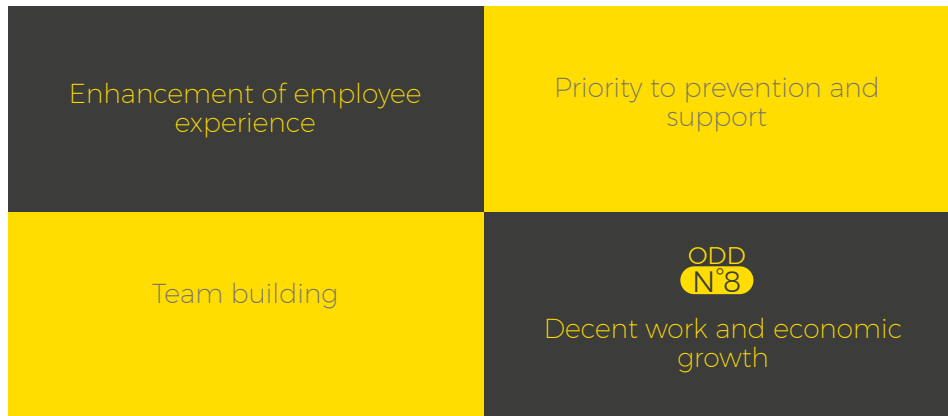 Enhancement of employee
experience
Priority to prevention and
support
Team building
ODD
N°8
Decent work and economic
growth